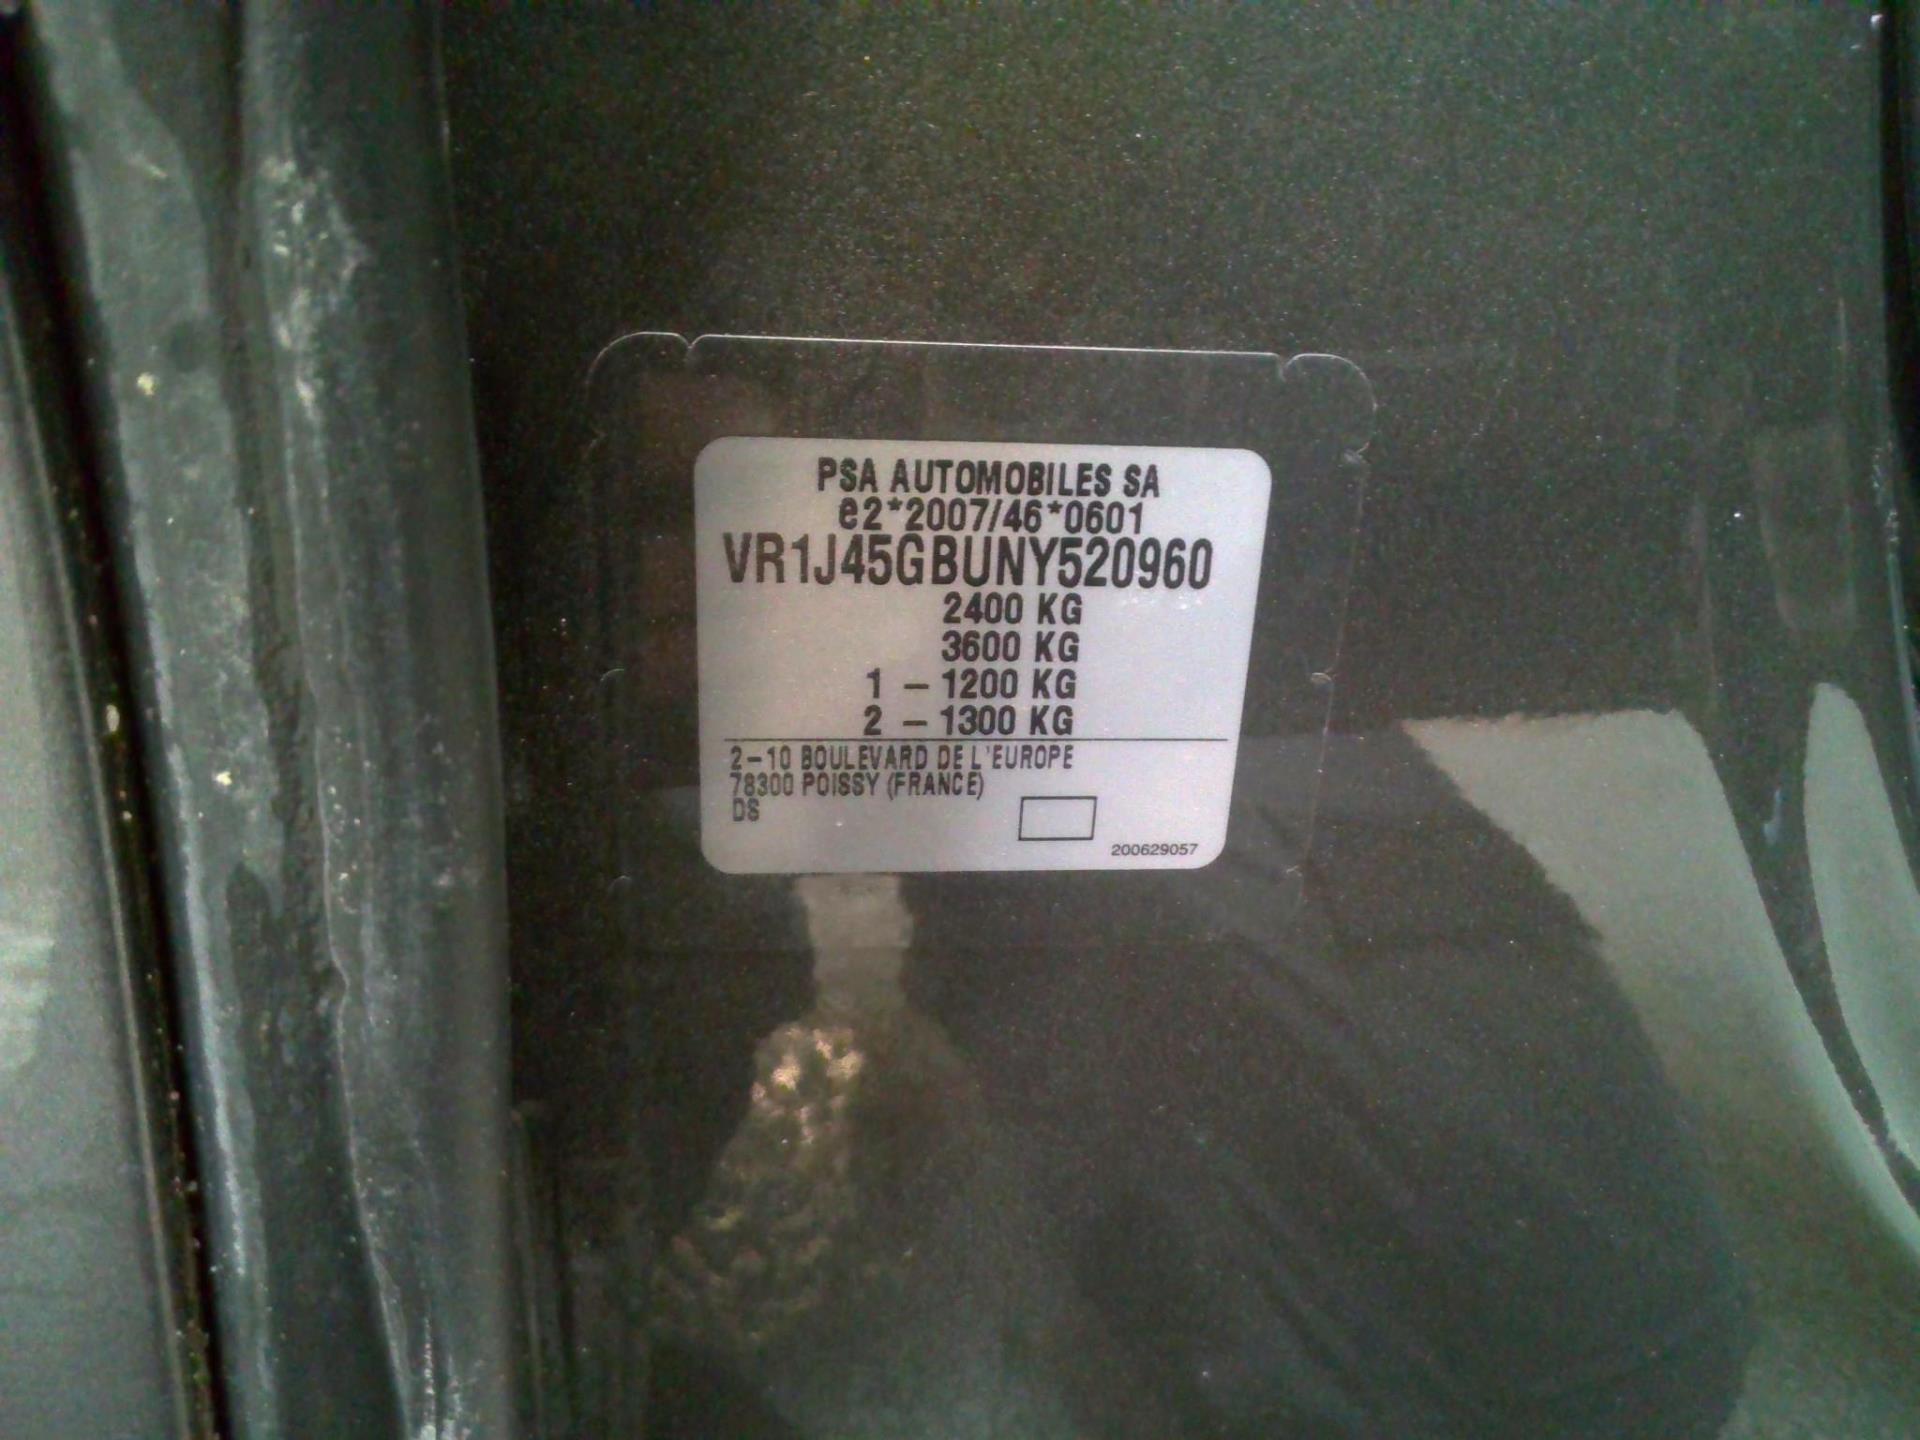 PSA AUTOMOBILES SA
e2*2007/46*0601
VR1J45GBUNY520960
2400 KG
3600 KG
1 - 1200 KG
2 - 1300 KG
2-10 BOULEVARD DE L'EUROPE
78300 POISSY (FRANCE)
DS
200629057